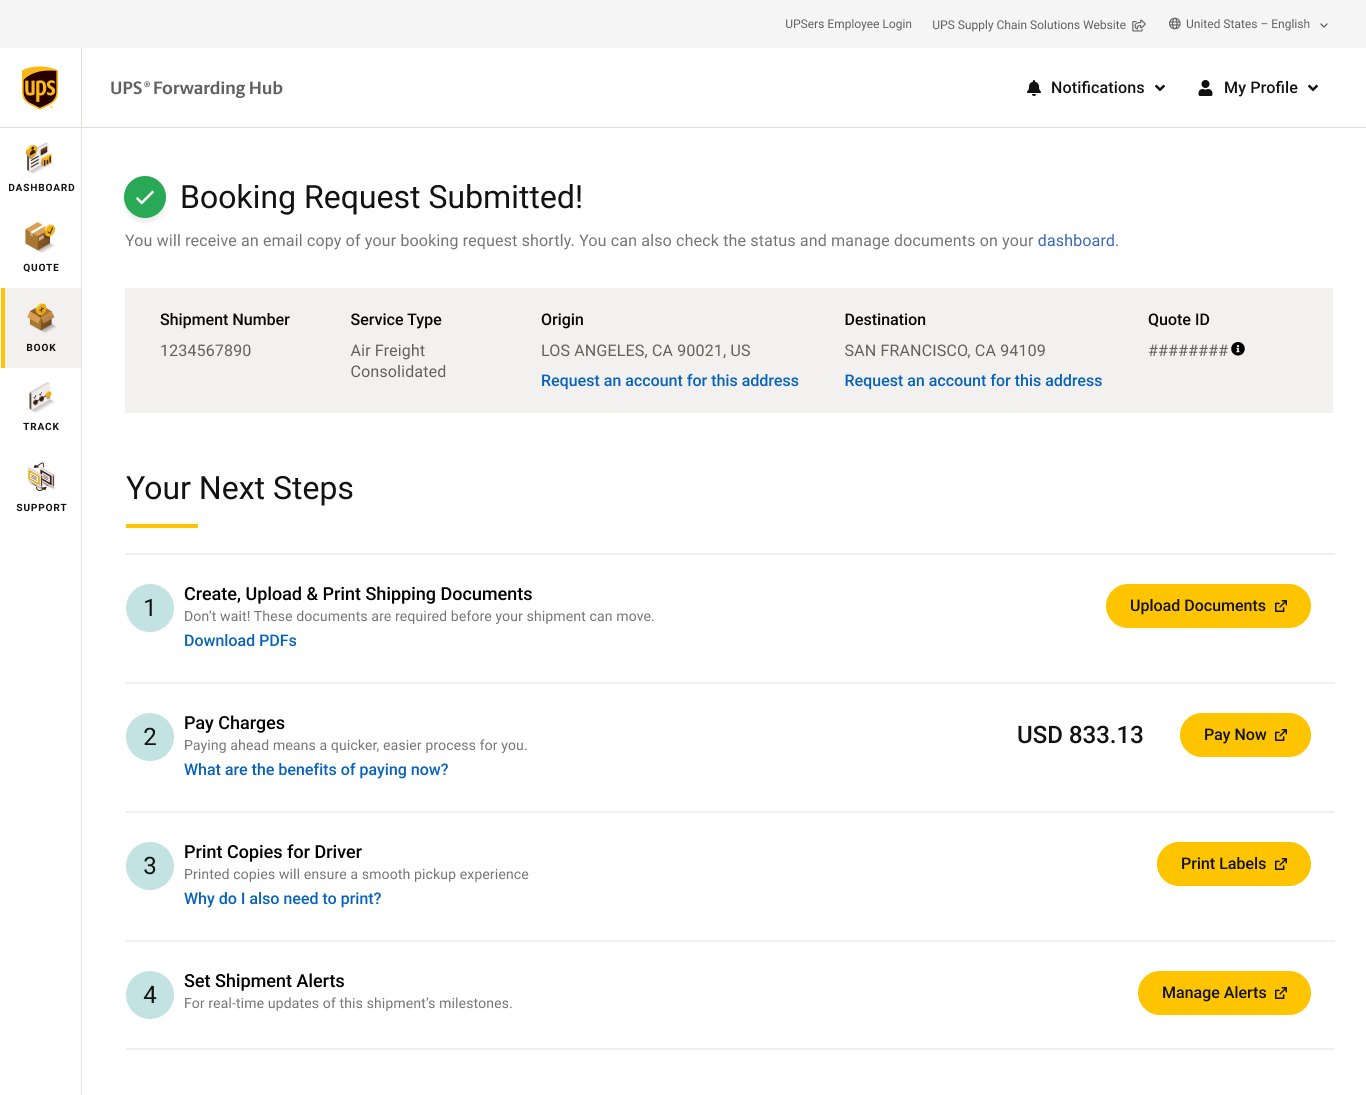 UPSers Employee Login
UPS Supply Chain Solutions Website
United States – English
ups
UPS® Forwarding Hub
Notifications
My Profile
DASHBOARD
QUOTE
BOOK
TRACK
SUPPORT
Booking Request Submitted!
You will receive an email copy of your booking request shortly. You can also check the status and manage documents on your dashboard.
Shipment Number
1234567890
Service Type
Air Freight
Consolidated
Origin
LOS ANGELES, CA 90021, US
Request an account for this address
Destination
SAN FRANCISCO, CA 94109
Request an account for this address
Quote ID
########
Your Next Steps
1
Create, Upload & Print Shipping Documents
Don’t wait! These documents are required before your shipment can move.
Download PDFs
Upload Documents
2
Pay Charges
Paying ahead means a quicker, easier process for you.
What are the benefits of paying now?
USD 833.13
Pay Now
3
Print Copies for Driver
Printed copies will ensure a smooth pickup experience
Why do I also need to print?
Print Labels
4
Set Shipment Alerts
For real-time updates of this shipment’s milestones.
Manage Alerts